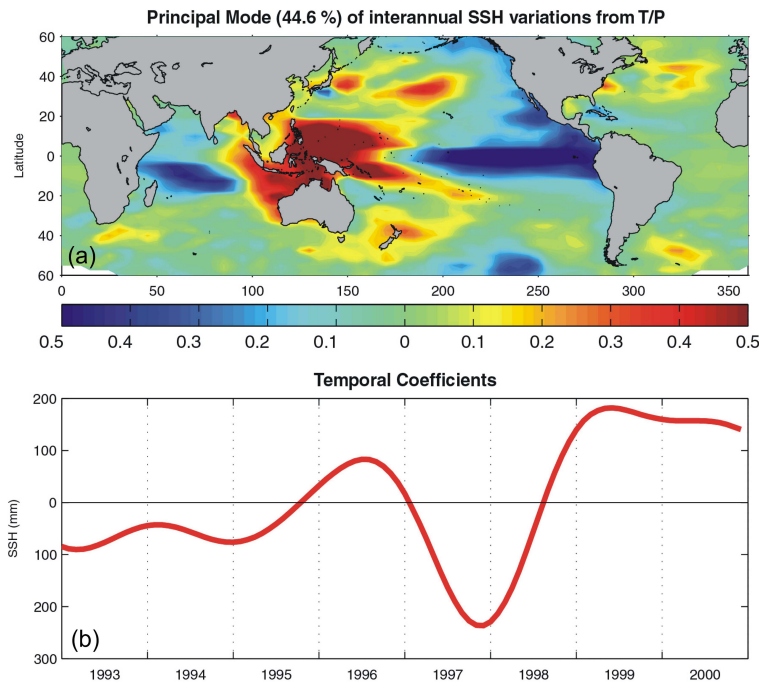 Principal Mode (44.6 %) of interannual SSH variations from T/P
60
40
20
0
20
40
60
Latitude
(a)
0 50 100 150 200 250 300 350
0.5 0.4 0.3 0.2 0.1 0 0.1 0.2 0.3 0.4 0.5
Temporal Coefficients
200
100
0
100
200
300
SSH (mm)
(b)
1993 1994 1995 1996 1997 1998 1999 2000